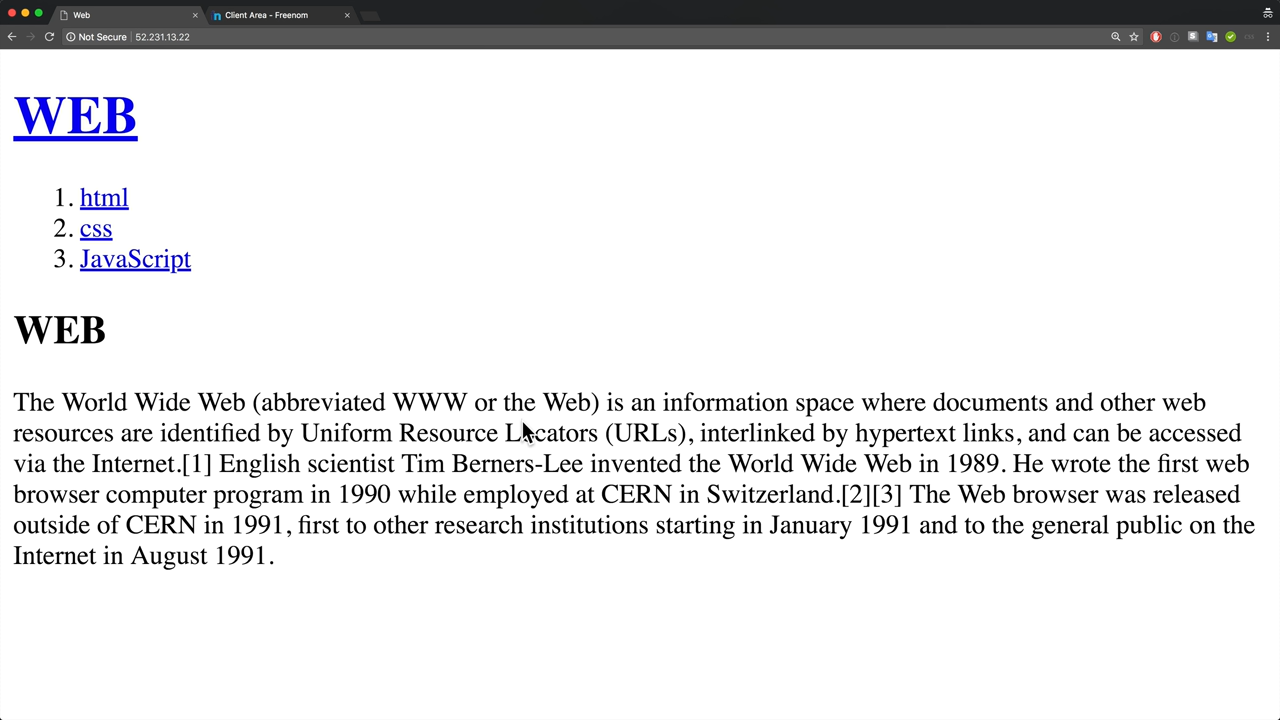 Web
Client Area - Freenom
Not Secure
52.231.13.22
WEB
1. html
2. css
3. JavaScript
WEB
The World Wide Web (abbreviated WWW or the Web) is an information space where documents and other web
resources are identified by Uniform Resource Locators (URLs), interlinked by hypertext links, and can be accessed
via the Internet.[1] English scientist Tim Berners-Lee invented the World Wide Web in 1989. He wrote the first web
browser computer program in 1990 while employed at CERN in Switzerland.[2][3] The Web browser was released
outside of CERN in 1991, first to other research institutions starting in January 1991 and to the general public on the
Internet in August 1991.